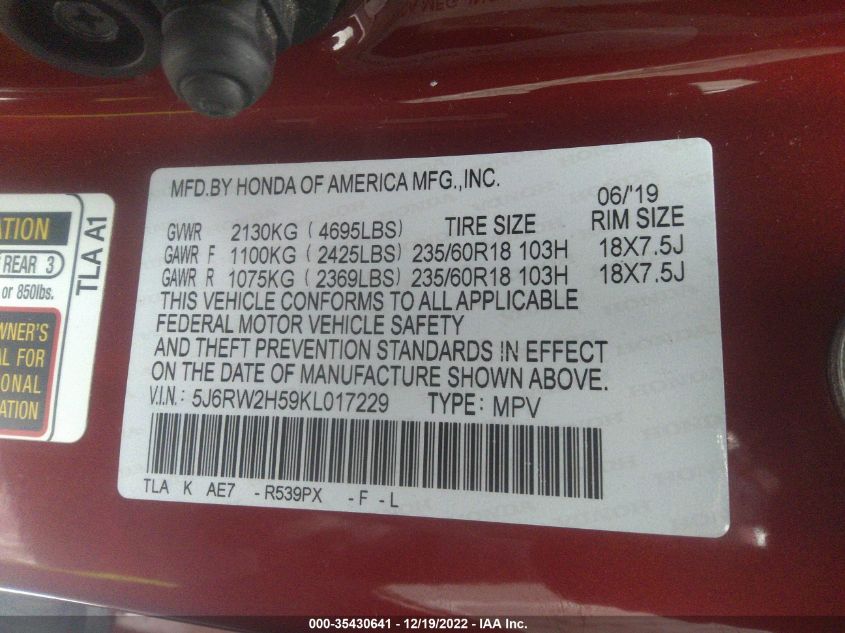 MFD.BY HONDA OF AMERICA MFG.,INC. 06/'19
GVWR 2130KG ( 4695LBS) TIRE SIZE RIM SIZE
GAWR F 1100KG ( 2425LBS) 235/60R18 103H 18X7.5J
GAWR R 1075KG ( 2369LBS) 235/60R18 103H 18X7.5J
THIS VEHICLE CONFORMS TO ALL APPLICABLE
FEDERAL MOTOR VEHICLE SAFETY
AND THEFT PREVENTION STANDARDS IN EFFECT
ON THE DATE OF MANUFACTURE SHOWN ABOVE.
V.I.N.: 5J6RW2H59KL017229 TYPE: MPV
TLA K AE7 -R539PX -F -L
REAR 3
or 850lbs.
TLA A1
000-35430641 - 12/19/2022 - IAA Inc.